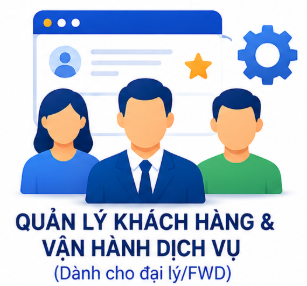 QUẢN LÝ KHÁCH HÀNG &
VẬN HÀNH DỊCH VỤ
(Dành cho đại lý/FWD)